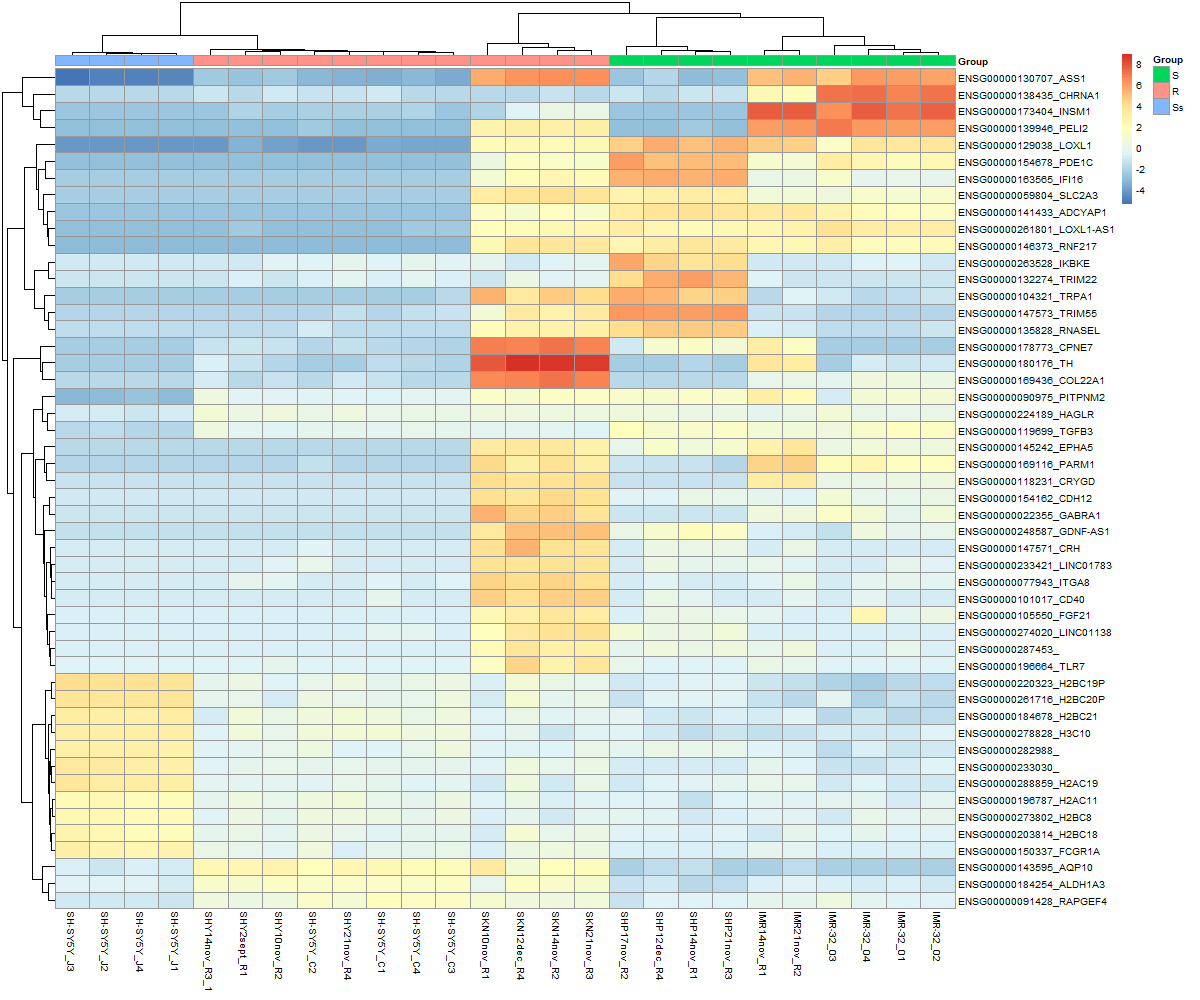 Group
ENSG00000130707_ASS1
ENSG00000138435_CHRNA1
ENSG00000173404_INSM1
ENSG00000139946_PELI2
ENSG00000129038_LOXL1
ENSG00000154678_PDE1C
ENSG00000163565_IFI16
ENSG00000059804_SLC2A3
ENSG00000141433_ADCYAP1
ENSG00000261801_LOXL1-AS1
ENSG00000146373_RNF217
ENSG00000263528_IKBKE
ENSG00000132274_TRIM22
ENSG00000104321_TRPA1
ENSG00000147573_TRIM55
ENSG00000135828_RNASEL
ENSG00000178773_CPNE7
ENSG00000180176_TH
ENSG00000169436_COL22A1
ENSG00000090975_PITPNM2
ENSG00000224189_HAGLR
ENSG00000119699_TGFB3
ENSG00000145242_EPHA5
ENSG00000169116_PARM1
ENSG00000118231_CRYGD
ENSG00000154162_CDH12
ENSG00000022355_GABRA1
ENSG00000248587_GDNF-AS1
ENSG00000147571_CRH
ENSG00000233421_LINC01783
ENSG00000077943_ITGA8
ENSG00000101017_CD40
ENSG00000105550_FGF21
ENSG00000274020_LINC01138
ENSG00000287453_
ENSG00000196664_TLR7
ENSG00000220323_H2BC19P
ENSG00000261716_H2BC20P
ENSG00000184678_H2BC21
ENSG00000278828_H3C10
ENSG00000282988_
ENSG00000233030_
ENSG00000288859_H2AC19
ENSG00000196787_H2AC11
ENSG00000273802_H2BC8
ENSG00000203814_H2BC18
ENSG00000150337_FCGR1A
ENSG00000143595_AQP10
ENSG00000184254_ALDH1A3
ENSG00000091428_RAPGEF4
SH-SY5Y_J3
SH-SY5Y_J2
SH-SY5Y_J4
SH-SY5Y_J1
SHY14nov_R3_1
SHY2sept_R1
SHY10nov_R2
SH-SY5Y_C2
SHY21nov_R4
SH-SY5Y_C1
SH-SY5Y_C4
SH-SY5Y_C3
SKN10nov_R1
SKN12dec_R4
SKN14nov_R2
SKN21nov_R3
SHP17nov_R2
SHP12dec_R4
SHP14nov_R1
SHP21nov_R3
IMR14nov_R1
IMR21nov_R2
IMR-32_D3
IMR-32_D4
IMR-32_D1
IMR-32_D2
8
6
4
2
0
-2
-4
Group
S
R
Ss